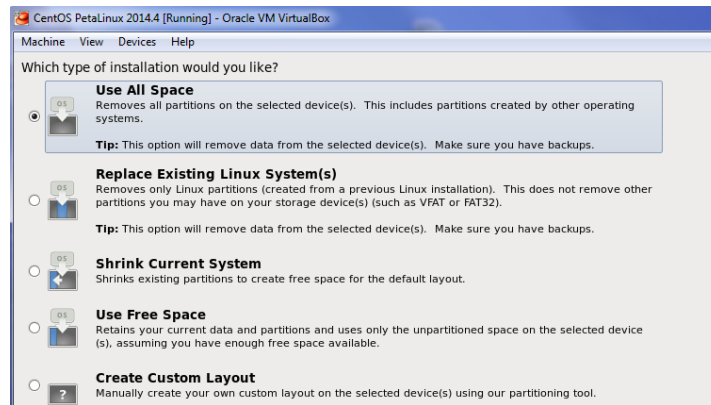 CentOS PetaLinux 2014.4 [Running] - Oracle VM VirtualBox
Machine View Devices Help
Which type of installation would you like?
Use All Space
os
Removes all partitions on the selected device(s). This includes partitions created by other operating
systems.
Tip: This option will remove data from the selected device(s). Make sure you have backups.
Replace Existing Linux System(s)
os
Removes only Linux partitions (created from a previous Linux installation). This does not remove other
partitions you may have on your storage device(s) (such as VFAT or FAT32).
Tip: This option will remove data from the selected device(s). Make sure you have backups.
os
Shrink Current System
Shrinks existing partitions to create free space for the default layout.
os
Use Free Space
Retains your current data and partitions and uses only the unpartitioned space on the selected device
(s), assuming you have enough free space available.
Create Custom Layout
?
Manually create your own custom layout on the selected device(s) using our partitioning tool.